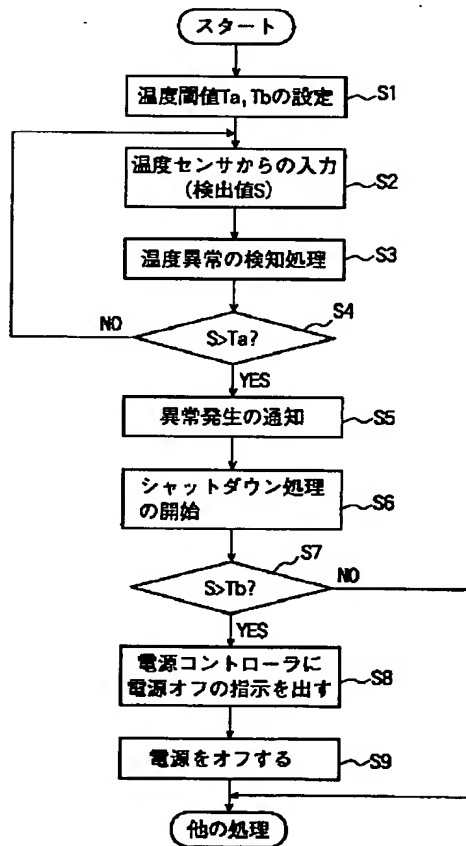 スタート
温度閾値Ta,Tbの設定
S1
温度センサからの入力
(検出値S)
S2
温度異常の検知処理
S3
S4
S>Ta?
NO
YES
異常発生の通知
S5
シャットダウン処理
の開始
S6
S7
S>Tb?
NO
YES
電源コントローラに
電源オフの指示を出す
S8
電源をオフする
S9
他の処理